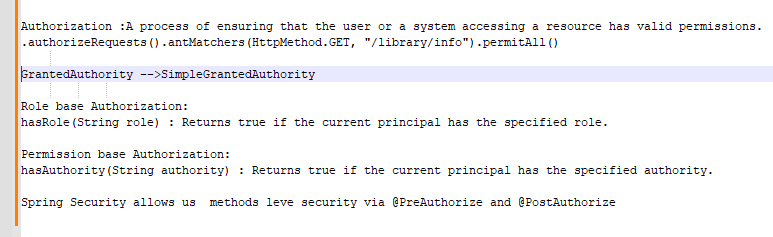 Authorization :A process of ensuring that the user or a system accessing a resource has valid permissions.
.authorizeRequests().antMatchers(HttpMethod.GET, "/library/info").permitAll()
GrantedAuthority -->SimpleGrantedAuthority
Role base Authorization:
hasRole(String role) : Returns true if the current principal has the specified role.
Permission base Authorization:
hasAuthority(String authority) : Returns true if the current principal has the specified authority.
Spring Security allows us  methods leve security via @PreAuthorize and @PostAuthorize